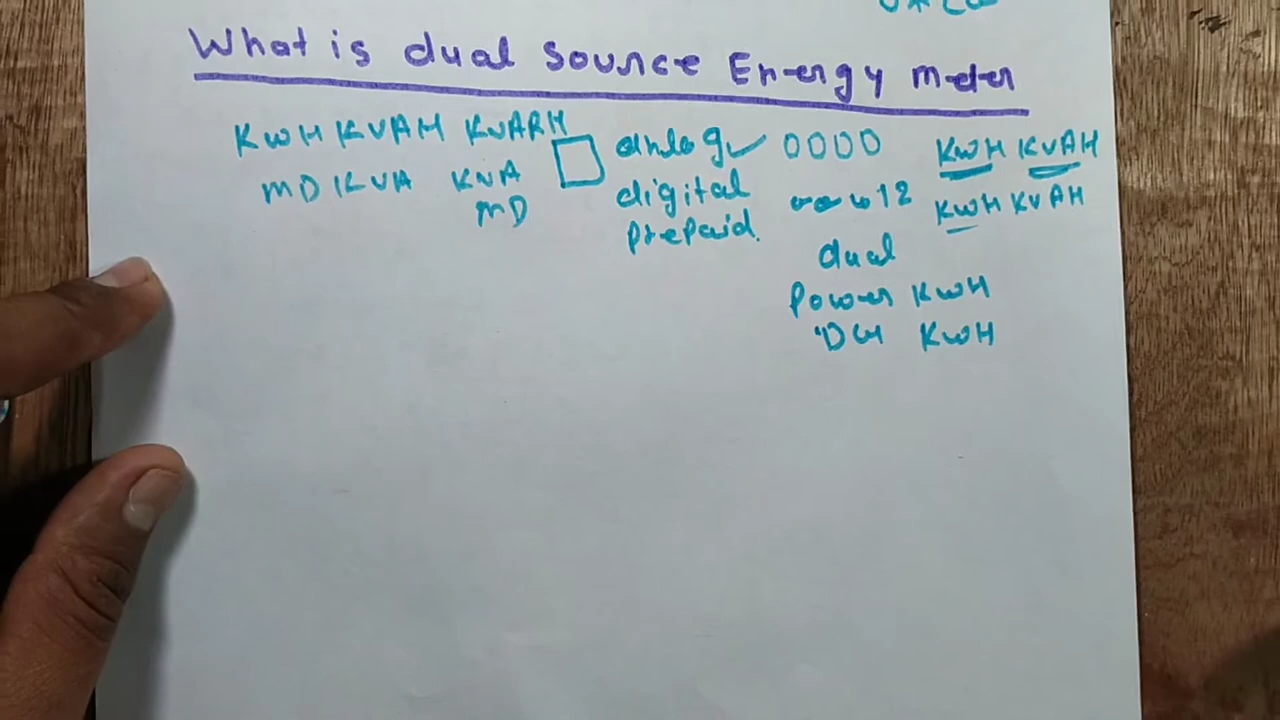 What is dual Source Energy meter
KWH KVAH KVARH
MD KVA KVA
MD
analog 0000 KWH KVAH
digital 12 KWH KVAH
Prepaid.
dual
Power KWH
KWH